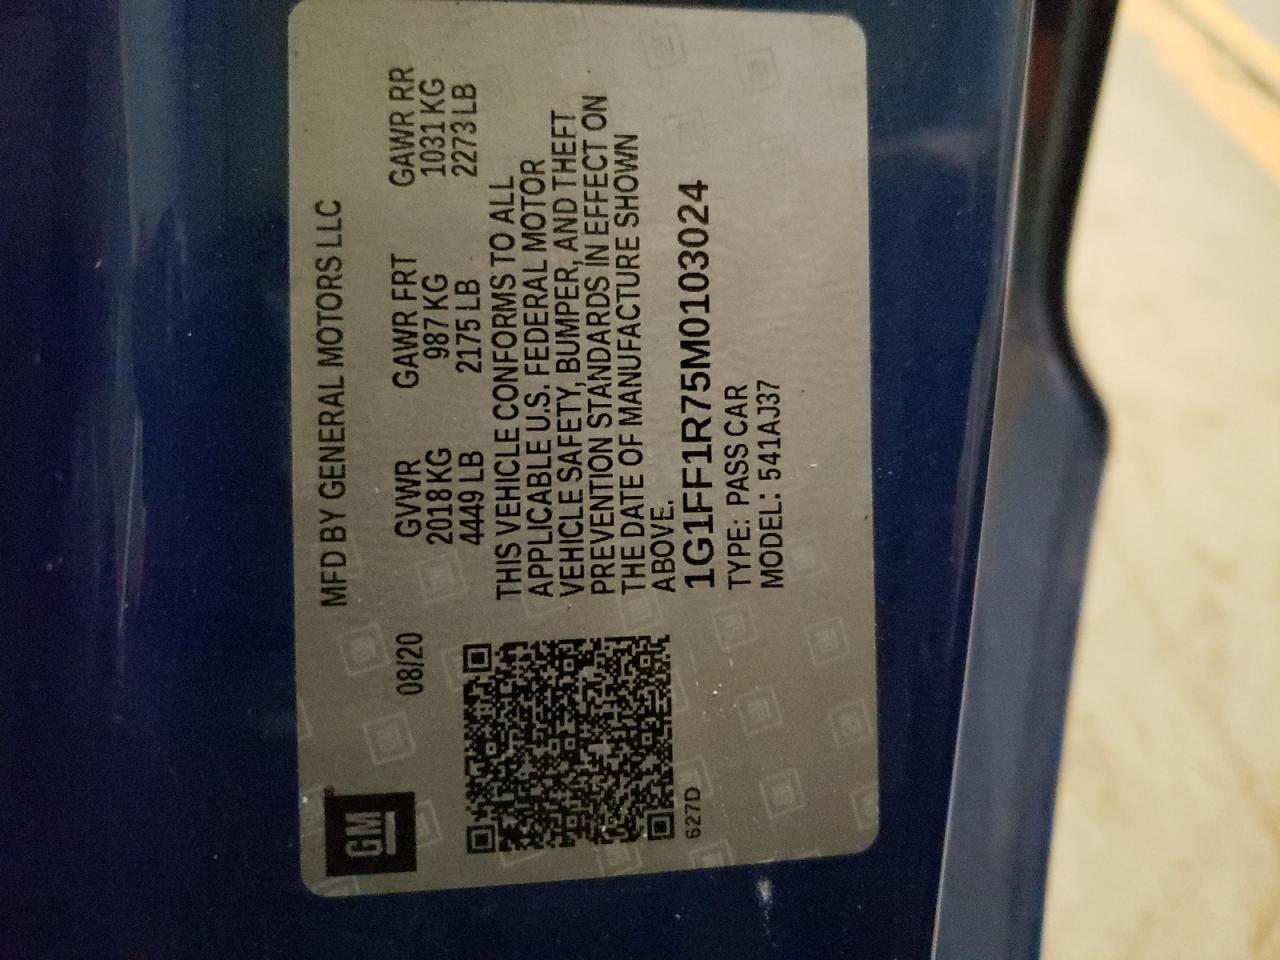 GM
MFD BY GENERAL MOTORS LLC
08/20
GVWR GAWR FRT GAWR RR
2018 KG 987 KG 1031 KG
4449 LB 2175 LB 2273 LB
THIS VEHICLE CONFORMS TO ALL
APPLICABLE U.S. FEDERAL MOTOR
VEHICLE SAFETY, BUMPER, AND THEFT
PREVENTION STANDARDS IN EFFECT ON
THE DATE OF MANUFACTURE SHOWN
ABOVE.
1G1FF1R75M0103024
TYPE: PASS CAR
MODEL: 541AJ37
627D